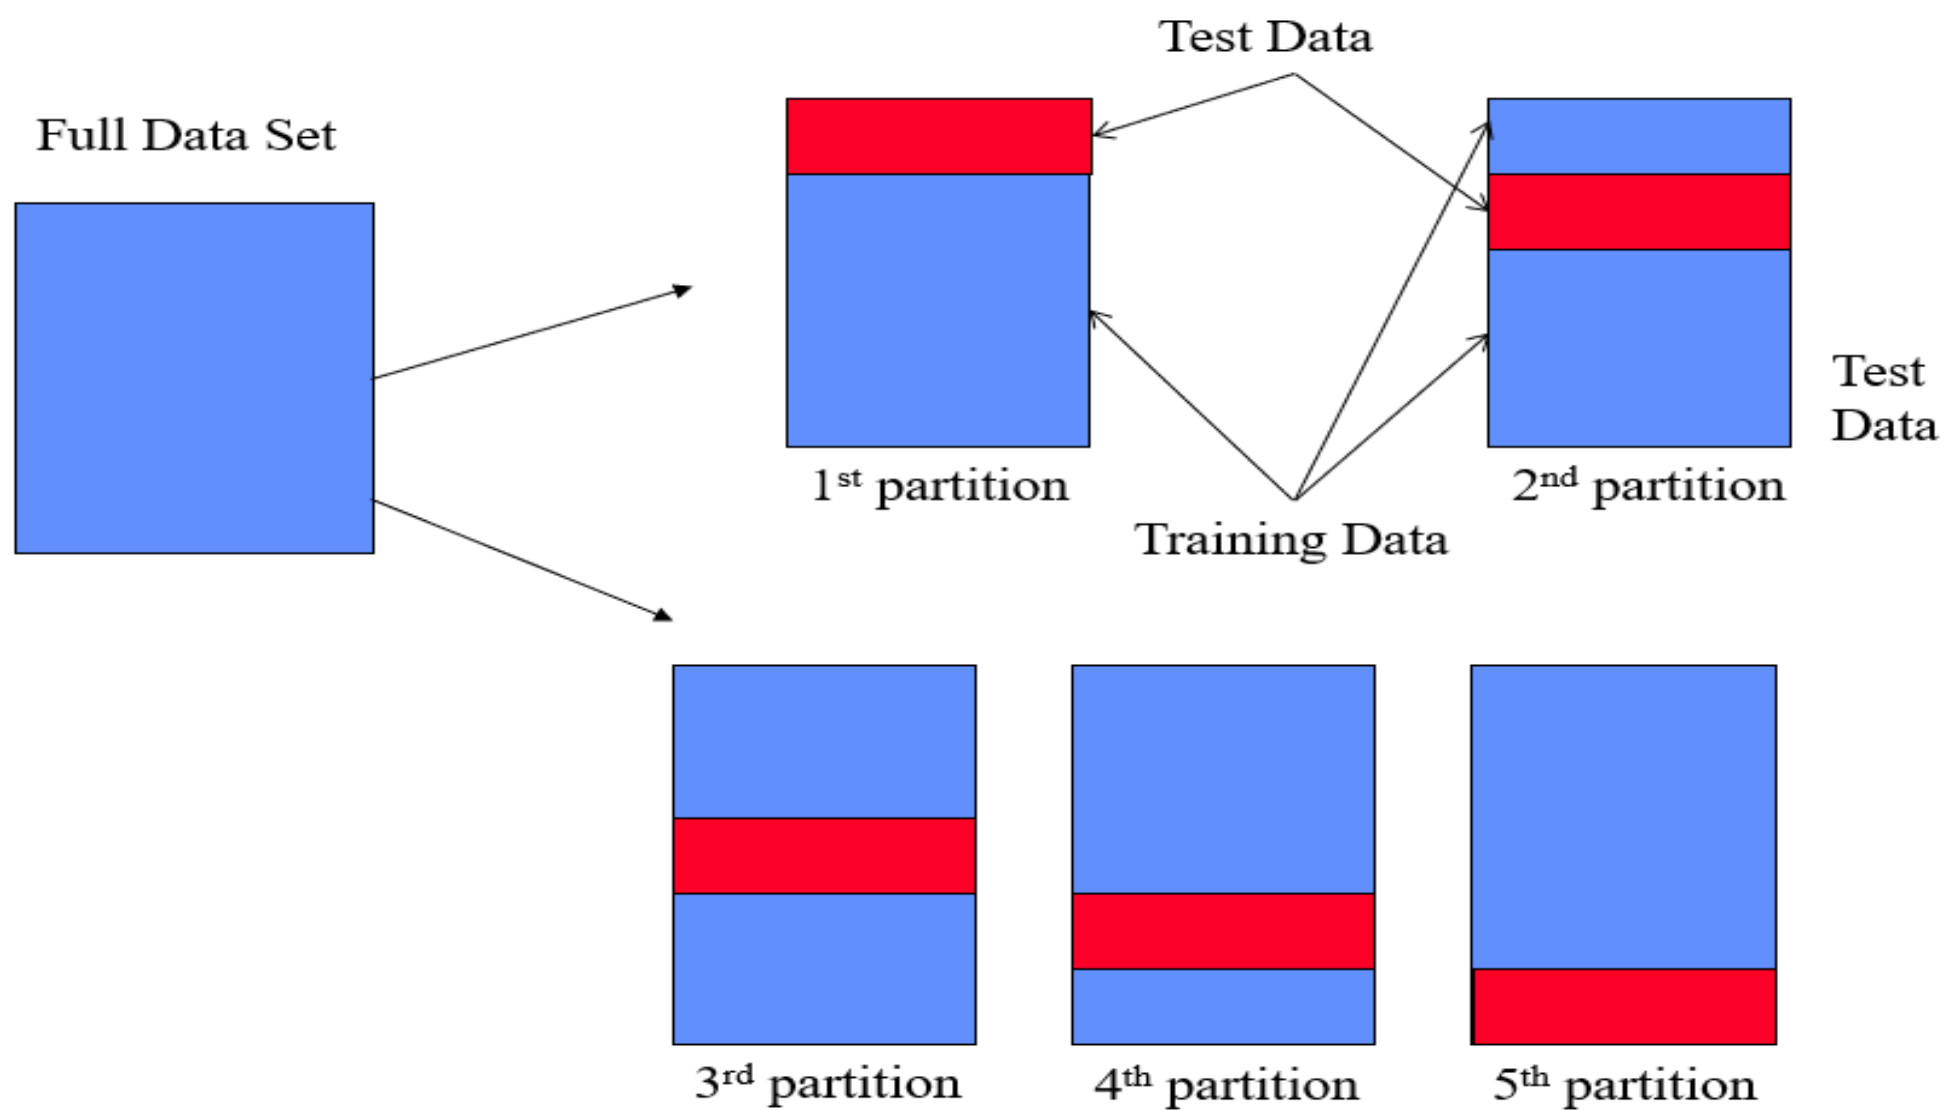 Test Data
Full Data Set
Test
Data
1st partition
2nd partition
Training Data
3rd partition
4th partition
5th partition